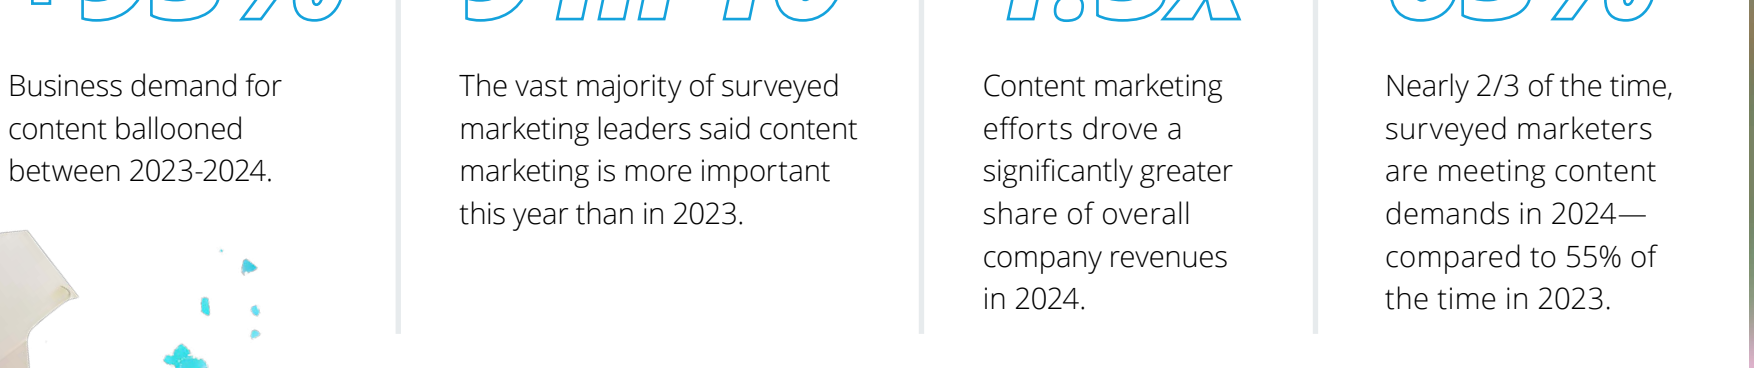 Business demand for
content ballooned
between 2023-2024.
The vast majority of surveyed
marketing leaders said content
marketing is more important
this year than in 2023.
Content marketing
efforts drove a
significantly greater
share of overall
company revenues
in 2024.
Nearly 2/3 of the time,
surveyed marketers
are meeting content
demands in 2024—
compared to 55% of
the time in 2023.